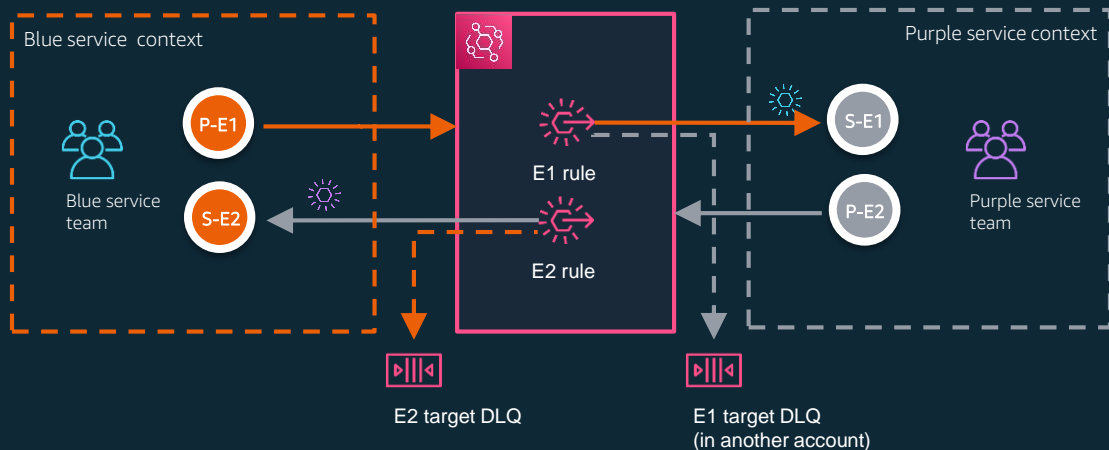 Blue service context
Purple service context
P-E1
S-E1
E1 rule
Blue service
team
Purple service
team
S-E2
P-E2
E2 rule
E2 target DLQ
E1 target DLQ
(in another account)